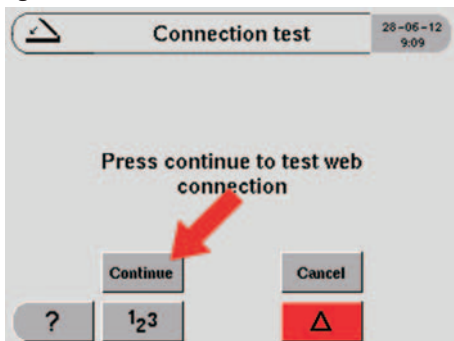 Connection test
28-06-12
9:09
Press continue to test web
connection
Continue
Cancel
?
123